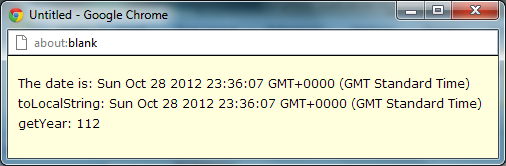 Untitled - Google Chrome
about:blank
The date is: Sun Oct 28 2012 23:36:07 GMT+0000 (GMT Standard Time)
toLocalString: Sun Oct 28 2012 23:36:07 GMT+0000 (GMT Standard Time)
getYear: 112